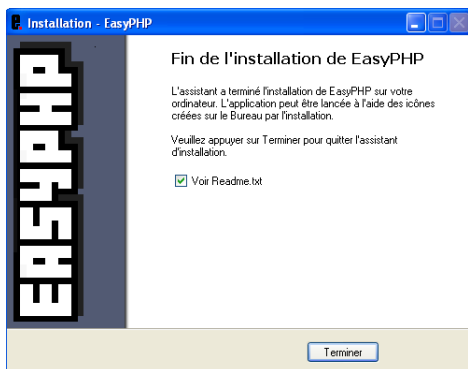 Installation - EasyPHP
EASYPHP
Fin de l'installation de EasyPHP
L'assistant a terminé l'installation de EasyPHP sur votre
ordinateur. L'application peut être lancée à l'aide des icônes
créées sur le Bureau par l'installation.
Veuillez appuyer sur Terminer pour quitter l'assistant
d'installation.
Voir Readme.txt
Terminer